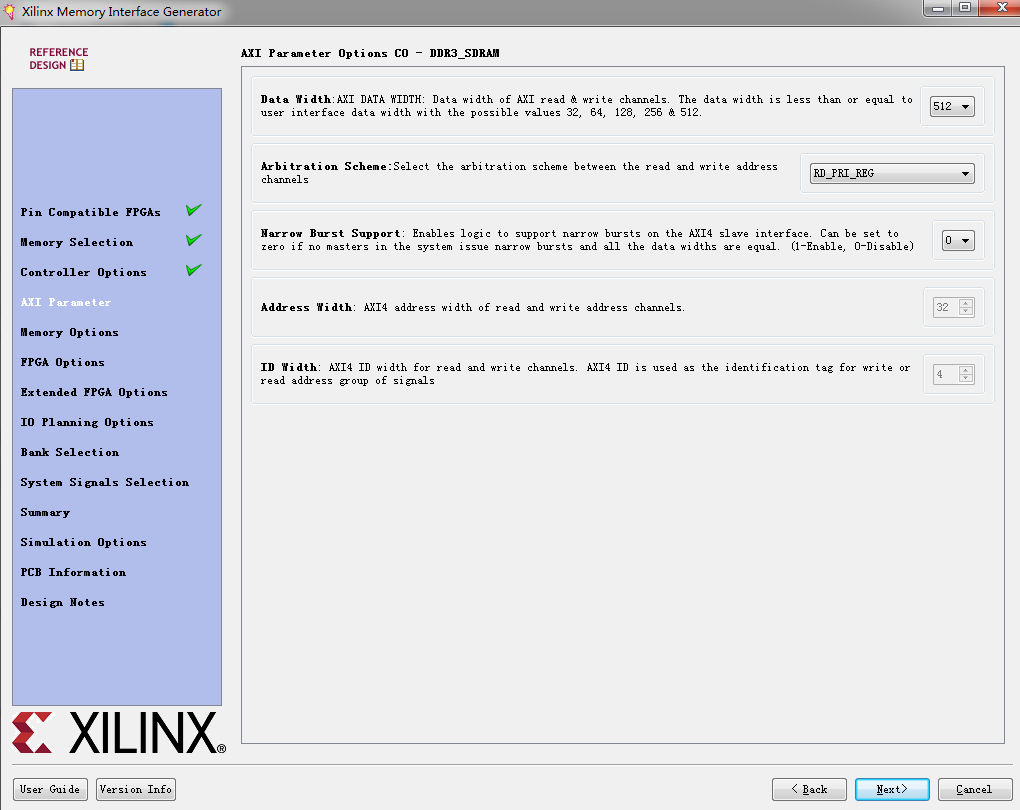 Xilinx Memory Interface Generator
REFERENCE
DESIGN
Pin Compatible FPGAs
Memory Selection
Controller Options
AXI Parameter
Memory Options
FPGA Options
Extended FPGA Options
IO Planning Options
Bank Selection
System Signals Selection
Summary
Simulation Options
PCB Information
Design Notes
XILINX®
AXI Parameter Options C0 - DDR3_SDRAM
Data Width:AXI DATA WIDTH: Data width of AXI read & write channels. The data width is less than or equal to
user interface data width with the possible values 32, 64, 128, 256 & 512.
512
Arbitration Scheme:Select the arbitration scheme between the read and write address
channels
RD_PRI_REG
Narrow Burst Support: Enables logic to support narrow bursts on the AXI4 slave interface. Can be set to
zero if no masters in the system issue narrow bursts and all the data widths are equal. (1-Enable, 0-Disable)
0
Address Width: AXI4 address width of read and write address channels.
32
ID Width: AXI4 ID width for read and write channels. AXI4 ID is used as the identification tag for write or
read address group of signals
4
User Guide
Version Info
< Back
Next>
Cancel